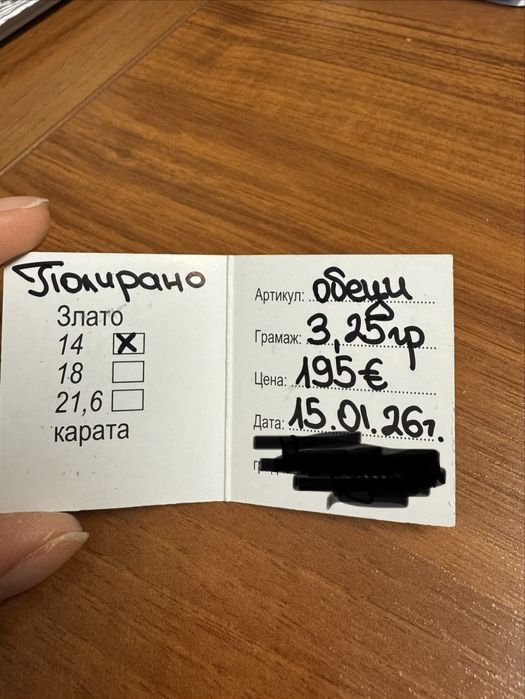 Полирано
Злато
14 X
18
21,6
карата
Артикул: обеци
Грамаж: 3,25гр
Цена: 195€
Дата: 15.01.26г.